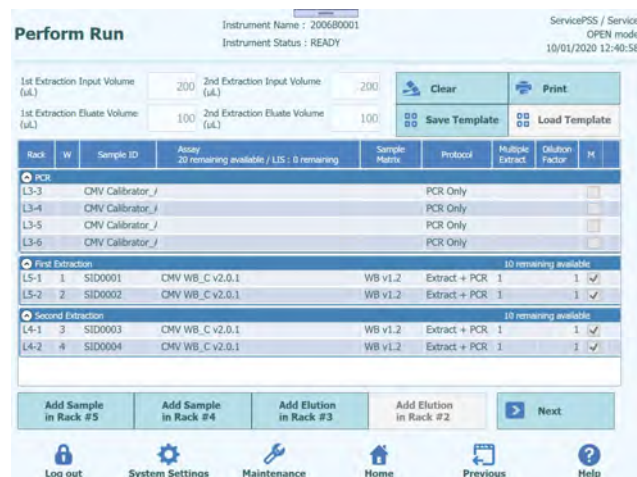 Perform Run
Instrument Name : 200680001
Instrument Status : READY
ServicePSS / Service
OPEN mode
10/01/2020 12:40:58
1st Extraction Input Volume (uL) 200 2nd Extraction Input Volume (uL) 200
Clear Print
1st Extraction Eluate Volume (uL) 100 2nd Extraction Eluate Volume (uL) 100
Save Template Load Template
Rack W Sample ID Assay 20 remaining available / LIS : 0 remaining Sample Matrix Protocol Multiple Extract Dilution Factor M
PCR
L3-3 CMV Calibrator_A PCR Only
L3-4 CMV Calibrator_A PCR Only
L3-5 CMV Calibrator_A PCR Only
L3-6 CMV Calibrator_A PCR Only
First Extraction 10 remaining available
L5-1 1 SID0001 CMV WB_C v2.0.1 WB v1.2 Extract + PCR 1 1
L5-2 2 SID0002 CMV WB_C v2.0.1 WB v1.2 Extract + PCR 1 1
Second Extraction 10 remaining available
L4-1 3 SID0003 CMV WB_C v2.0.1 WB v1.2 Extract + PCR 1 1
L4-2 4 SID0004 CMV WB_C v2.0.1 WB v1.2 Extract + PCR 1 1
Add Sample in Rack #5 Add Sample in Rack #4 Add Elution in Rack #3 Add Elution in Rack #2 Next
Log out System Settings Maintenance Home Previous Help